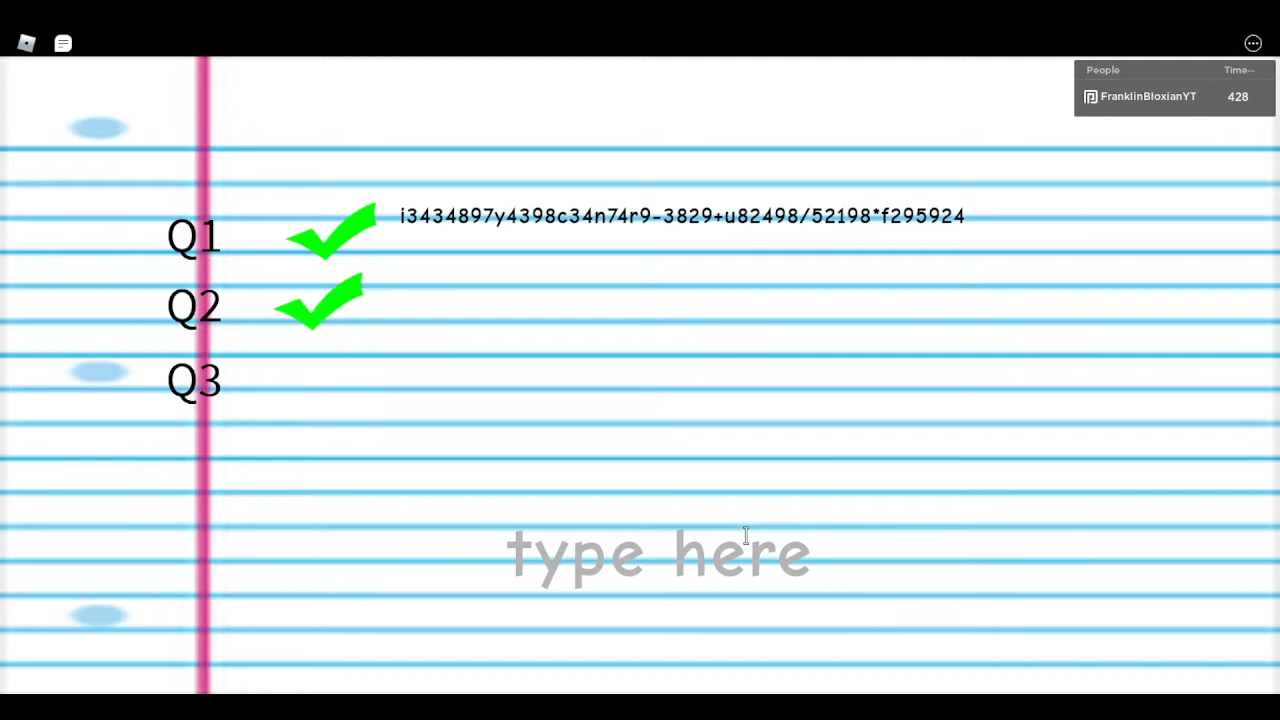 People Time...
FranklinBloxianYT 428
i3434897y4398c34n74r9-3829+u82498/52198*f295924
Q1
Q2
Q3
type here